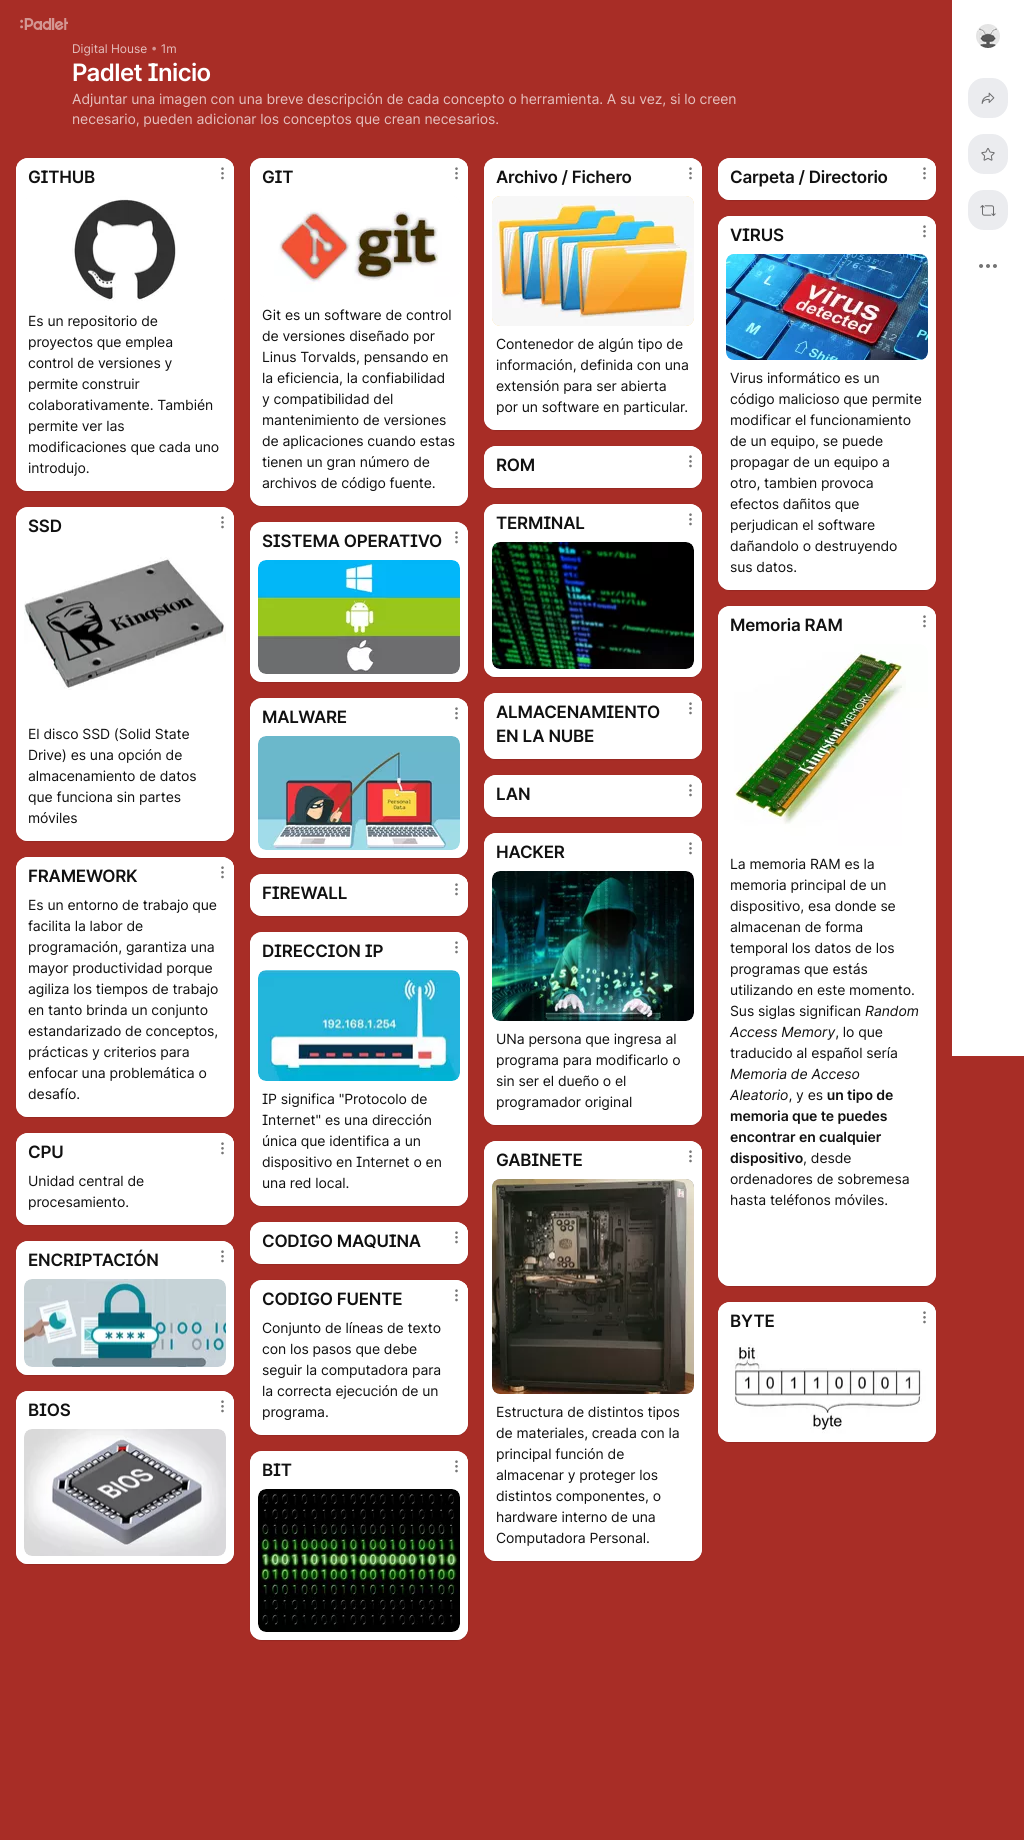 :Padlet
Digital House • 1m
Padlet Inicio
Adjuntar una imagen con una breve descripción de cada concepto o herramienta. A su vez, si lo creen
necesario, pueden adicionar los conceptos que crean necesarios.
GITHUB
Es un repositorio de
proyectos que emplea
control de versiones y
permite construir
colaborativamente. También
permite ver las
modificaciones que cada uno
introdujo.
SSD
Kingston
El disco SSD (Solid State
Drive) es una opción de
almacenamiento de datos
que funciona sin partes
móviles
FRAMEWORK
Es un entorno de trabajo que
facilita la labor de
programación, garantiza una
mayor productividad porque
agiliza los tiempos de trabajo
en tanto brinda un conjunto
estandarizado de conceptos,
prácticas y criterios para
enfocar una problemática o
desafío.
CPU
Unidad central de
procesamiento.
ENCRIPTACIÓN
****
BIOS
BIOS
GIT
git
Git es un software de control
de versiones diseñado por
Linus Torvalds, pensando en
la eficiencia, la confiabilidad
y compatibilidad del
mantenimiento de versiones
de aplicaciones cuando estas
tienen un gran número de
archivos de código fuente.
SISTEMA OPERATIVO
MALWARE
Personal
Data
FIREWALL
DIRECCION IP
192.168.1.254
IP significa "Protocolo de
Internet" es una dirección
única que identifica a un
dispositivo en Internet o en
una red local.
CODIGO MAQUINA
CODIGO FUENTE
Conjunto de líneas de texto
con los pasos que debe
seguir la computadora para
la correcta ejecución de un
programa.
BIT
Archivo / Fichero
Contenedor de algún tipo de
información, definida con una
extensión para ser abierta
por un software en particular.
ROM
TERMINAL
ALMACENAMIENTO
EN LA NUBE
LAN
HACKER
UNa persona que ingresa al
programa para modificarlo o
sin ser el dueño o el
programador original
GABINETE
Estructura de distintos tipos
de materiales, creada con la
principal función de
almacenar y proteger los
distintos componentes, o
hardware interno de una
Computadora Personal.
Carpeta / Directorio
VIRUS
L
virus
detected
M
Shift
Virus informático es un
código malicioso que permite
modificar el funcionamiento
de un equipo, se puede
propagar de un equipo a
otro, tambien provoca
efectos dañitos que
perjudican el software
dañandolo o destruyendo
sus datos.
Memoria RAM
Kingston MEMORY
La memoria RAM es la
memoria principal de un
dispositivo, esa donde se
almacenan de forma
temporal los datos de los
programas que estás
utilizando en este momento.
Sus siglas significan Random
Access Memory, lo que
traducido al español sería
Memoria de Acceso
Aleatorio, y es un tipo de
memoria que te puedes
encontrar en cualquier
dispositivo, desde
ordenadores de sobremesa
hasta teléfonos móviles.
BYTE
bit
1 0 1 1 0 0 0 1
byte